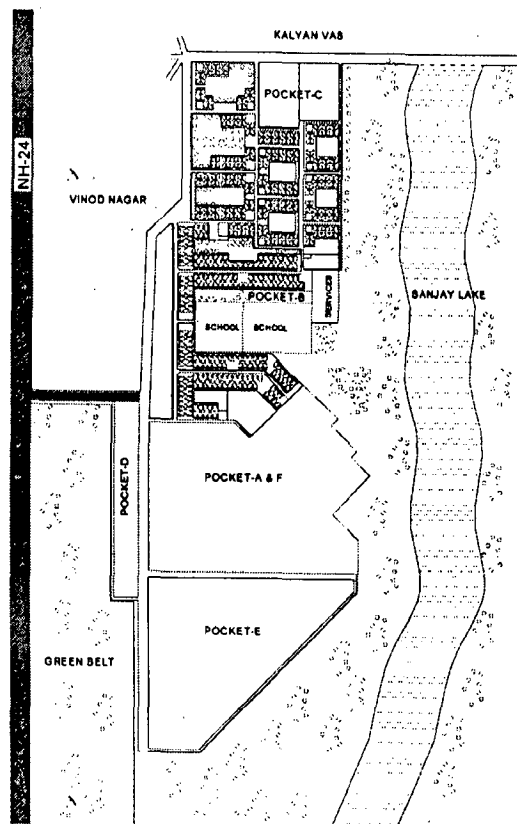 KALYAN VAS
POCKET-C
NH-24
VINOD NAGAR
SANJAY LAKE
SERVICES
POCKET-B
SCHOOL
SCHOOL
POCKET-D
POCKET-A & F
POCKET-E
GREEN BELT